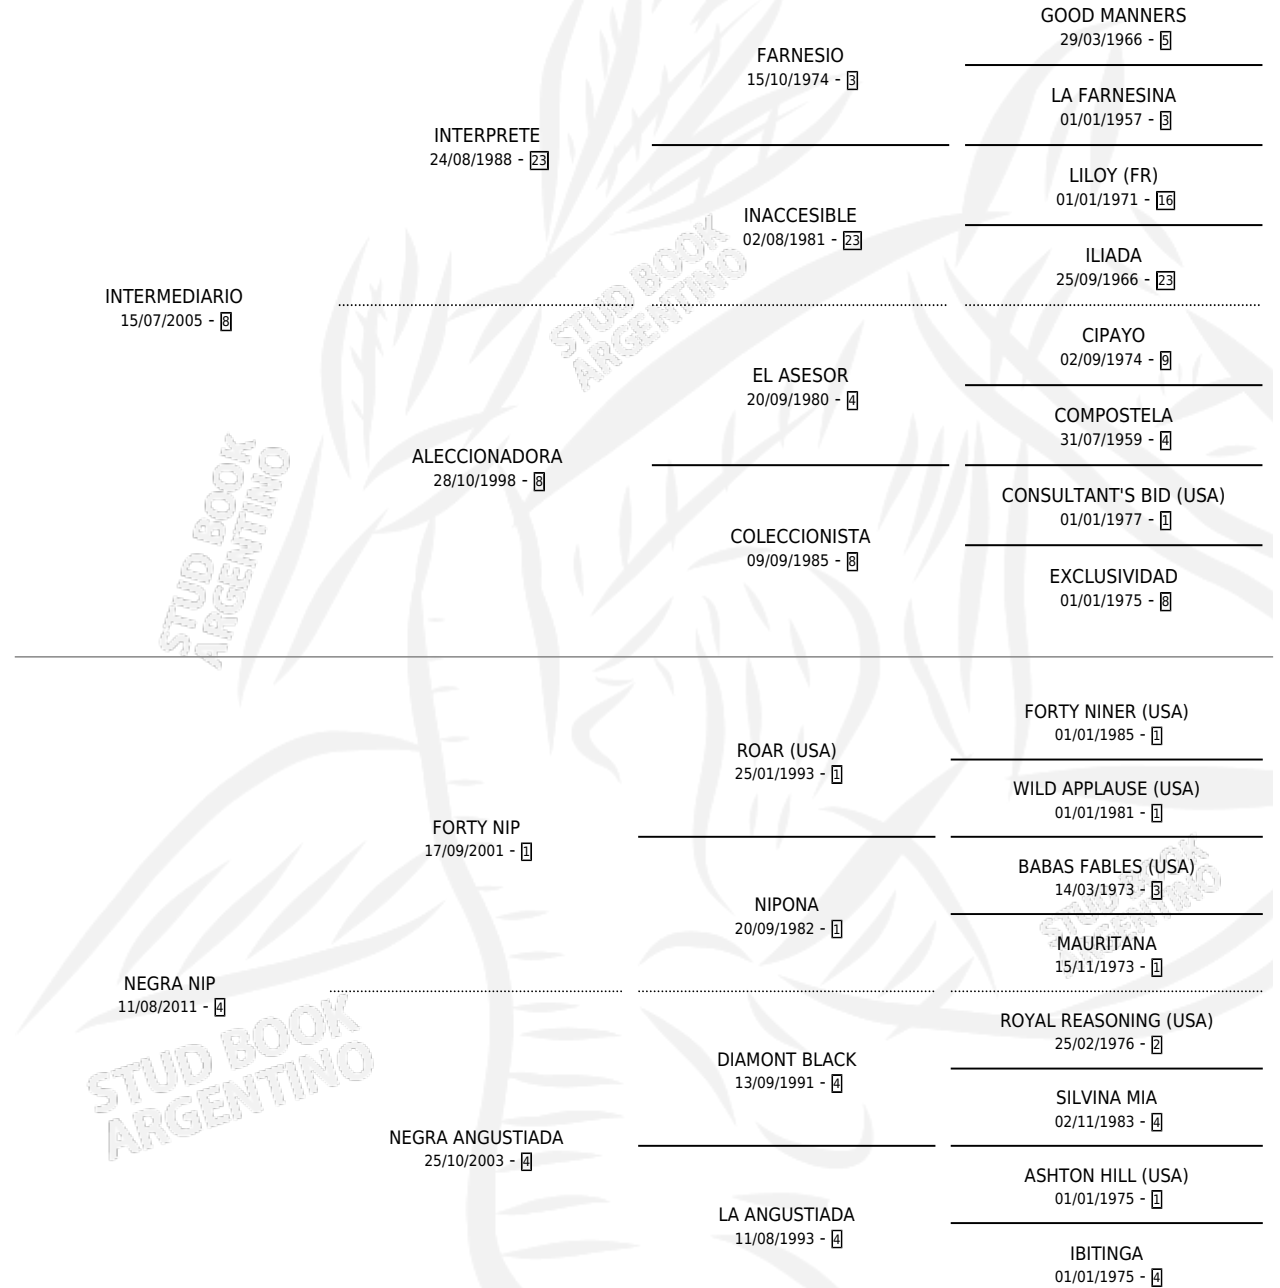 GOOD MANNERS
29/03/1966 - 5
FARNESIO
15/10/1974 - 3
LA FARNESINA
01/01/1957 - 3
INTERPRETE
24/08/1988 - 23
LILOY (FR)
01/01/1971 - 16
INACCESIBLE
02/08/1981 - 23
ILIADA
25/09/1966 - 23
INTERMEDIARIO
15/07/2005 - 8
CIPAYO
02/09/1974 - 9
EL ASESOR
20/09/1980 - 4
COMPOSTELA
31/07/1959 - 4
ALECCIONADORA
28/10/1998 - 8
CONSULTANT'S BID (USA)
01/01/1977 - 1
COLECCIONISTA
09/09/1985 - 8
EXCLUSIVIDAD
01/01/1975 - 8
STUD BOOK
ARGENTINO
STUD BOOK
ARGENTINO
FORTY NINER (USA)
01/01/1985 - 1
ROAR (USA)
25/01/1993 - 1
WILD APPLAUSE (USA)
01/01/1981 - 1
FORTY NIP
17/09/2001 - 1
BABAS FABLES (USA)
14/03/1973 - 3
NIPONA
20/09/1982 - 1
MAURITANA
15/11/1973 - 1
STUD BOOK
ARGENTINO
NEGRA NIP
11/08/2011 - 4
ROYAL REASONING (USA)
25/02/1976 - 2
DIAMONT BLACK
13/09/1991 - 4
SILVINA MIA
02/11/1983 - 4
NEGRA ANGUSTIADA
25/10/2003 - 4
ASHTON HILL (USA)
01/01/1975 - 1
LA ANGUSTIADA
11/08/1993 - 4
IBITINGA
01/01/1975 - 4
STUD BOOK
ARGENTINO